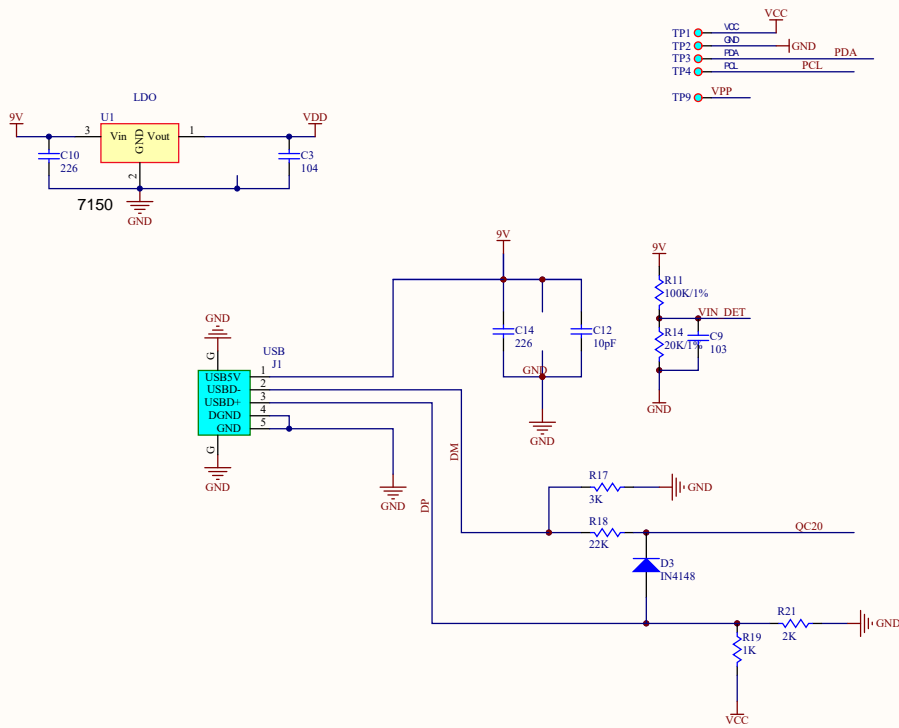 VCC
TP1 VCC
TP2 GND GND
TP3 PDA PDA
TP4 PCL PCL
TP9 VPP
LDO
9V U1 VDD
3 Vin GND Vout 1
C10 226
C3 104
2
7150
GND
9V
C14 226
C12 10pF
GND
GND
9V
R11
100K/1%
VIN_DET
R14
20K/1%
C9
103
GND
GND
G
USB
J1
USB5V 1
USBD- 2
USBD+ 3
DGND 4
GND 5
G
GND
GND
DM
DP
R17
3K
GND
R18
22K
QC20
D3
IN4148
R21
2K
GND
R19
1K
VCC